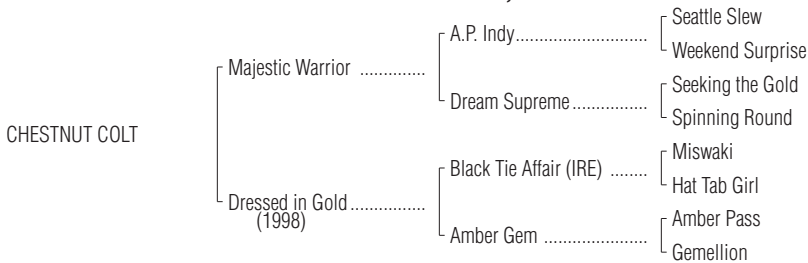 Seattle Slew
A.P. Indy......................
Weekend Surprise
Majestic Warrior ..............
Seeking the Gold
Dream Supreme................
Spinning Round
CHESTNUT COLT
Miswaki
Black Tie Affair (IRE) ........
Hat Tab Girl
Dressed in Gold................
(1998)
Amber Pass
Amber Gem ......................
Gemellion